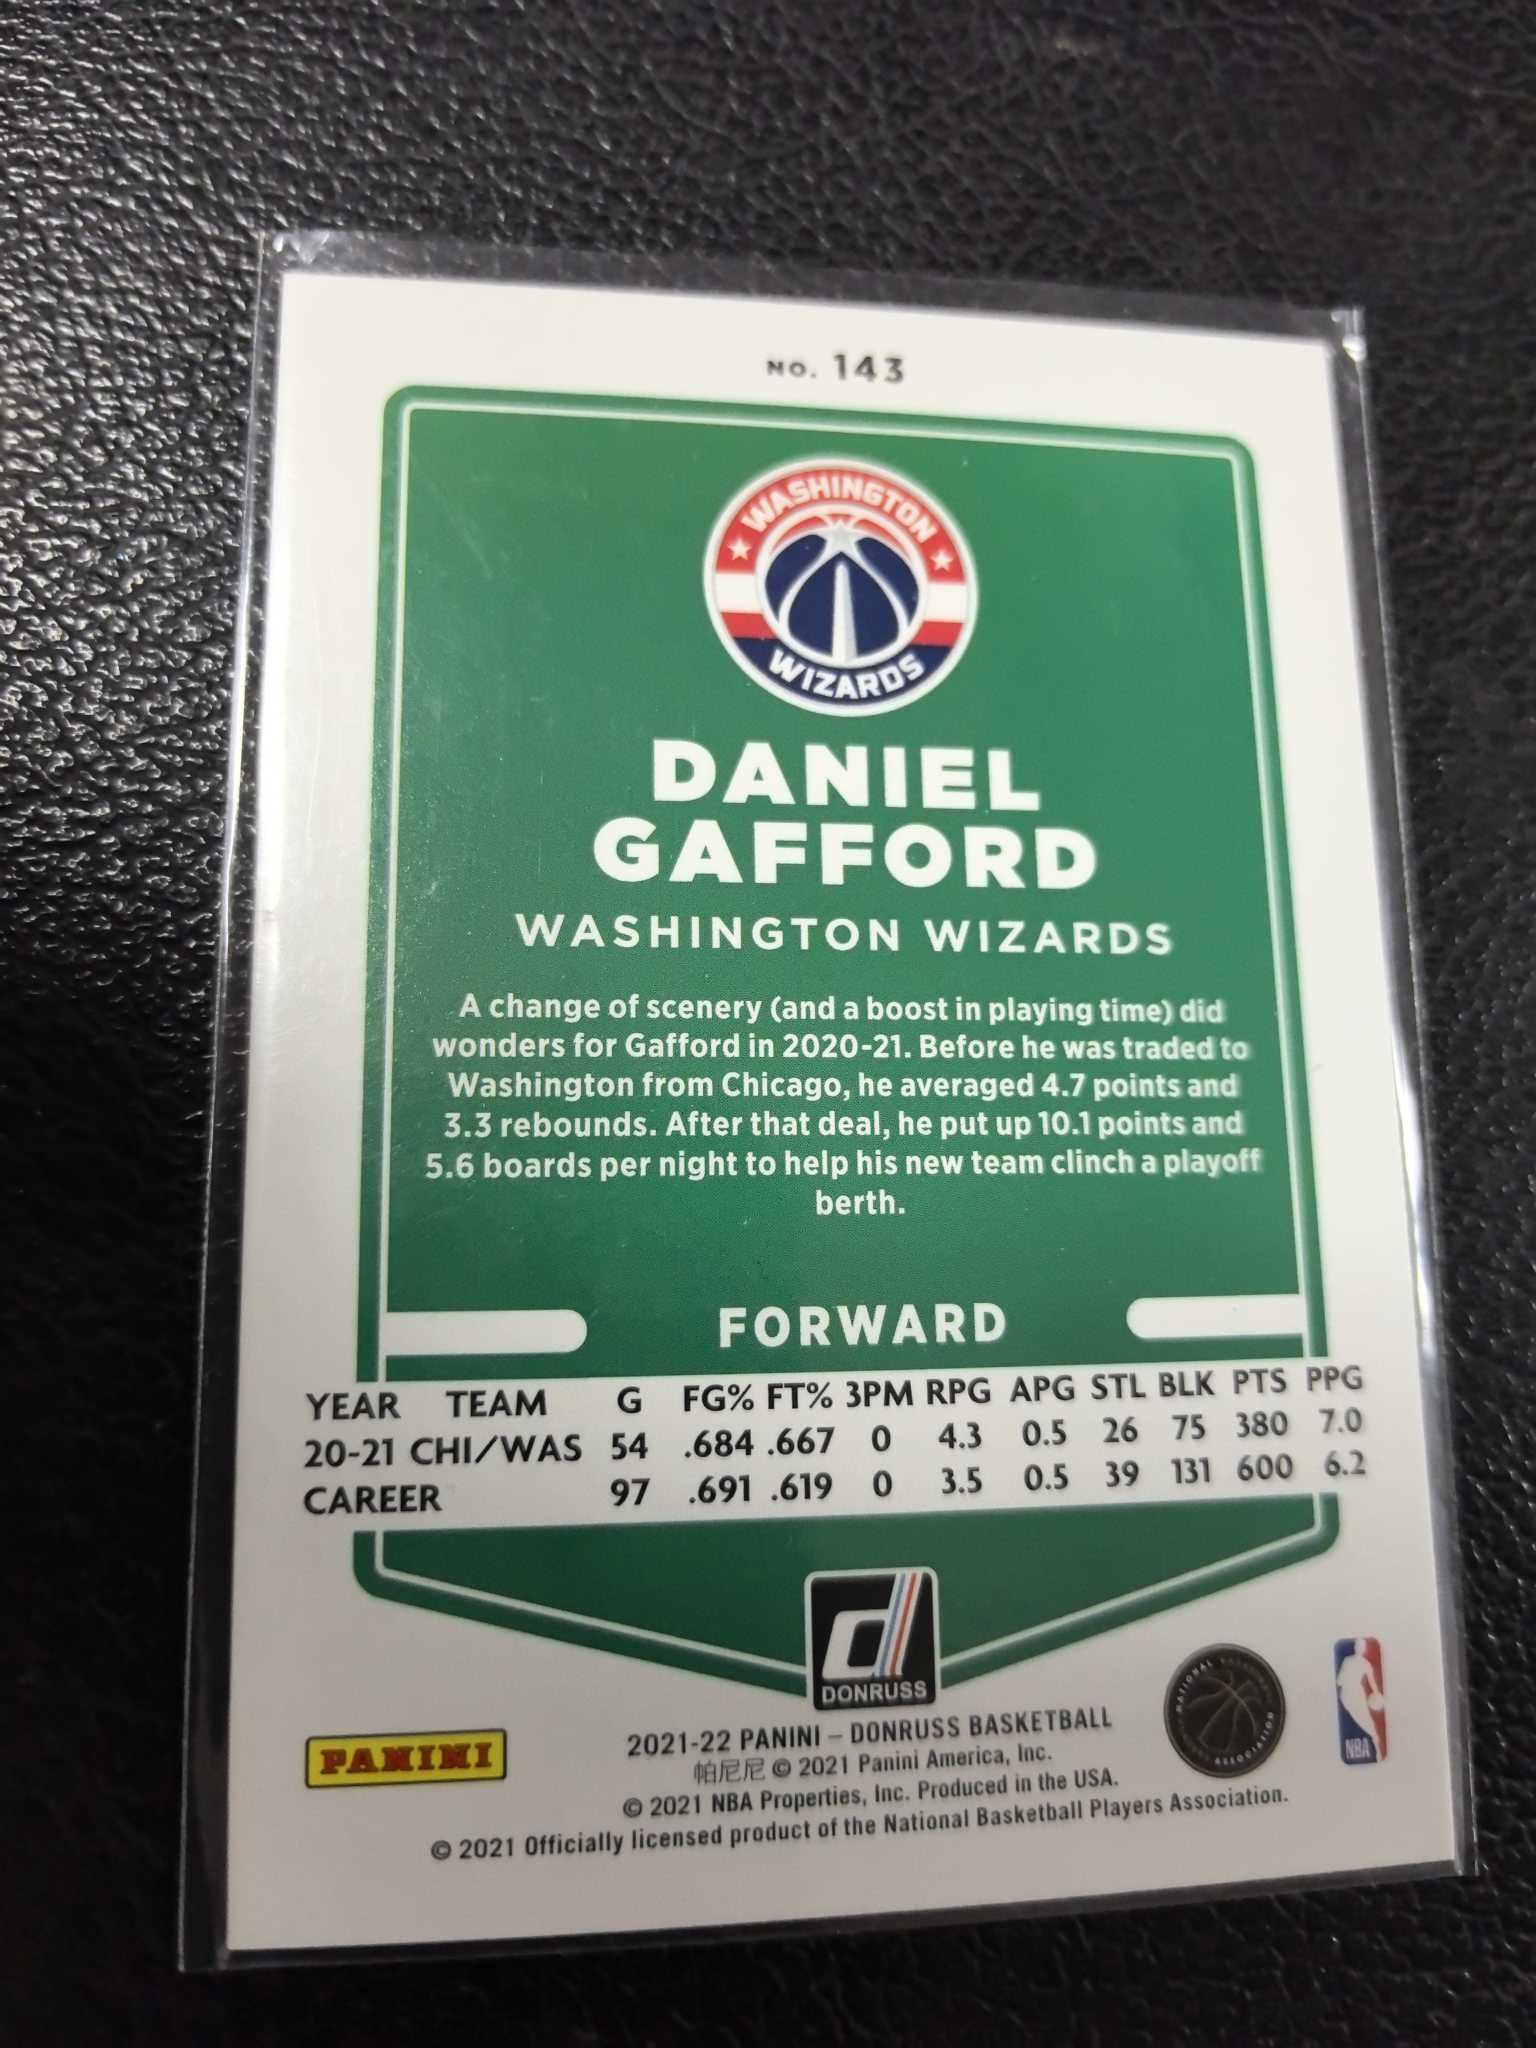 NO. 143
WASHINGTON
WIZARDS
DANIEL
GAFFORD
WASHINGTON WIZARDS
A change of scenery (and a boost in playing time) did
wonders for Gafford in 2020-21. Before he was traded to
Washington from Chicago, he averaged 4.7 points and
3.3 rebounds. After that deal, he put up 10.1 points and
5.6 boards per night to help his new team clinch a playoff
berth.
FORWARD
YEAR TEAM G FG% FT% 3PM RPG APG STL BLK PTS PPG
20-21 CHI/WAS 54 .684 .667 0 4.3 0.5 26 75 380 7.0
CAREER 97 .691 .619 0 3.5 0.5 39 131 600 6.2
d
DONRUSS
PANINI
2021-22 PANINI – DONRUSS BASKETBALL
帕尼尼 © 2021 Panini America, Inc.
© 2021 NBA Properties, Inc. Produced in the USA.
© 2021 Officially licensed product of the National Basketball Players Association.
NATIONAL BASKETBALL
ASSOCIATION
NBA